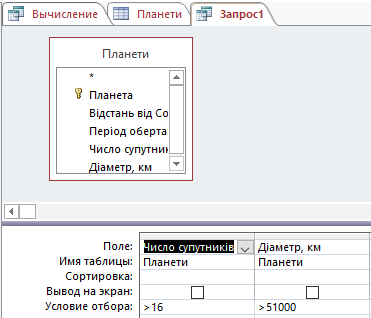 Вычисление Планети Запрос1
Планети
*
Планета
Відстань від Со
Період оберта
Число супутник
Діаметр, км
Поле: Число супутників Діаметр, км
Имя таблицы: Планети Планети
Сортировка:
Вывод на экран:
Условие отбора: >16 >51000